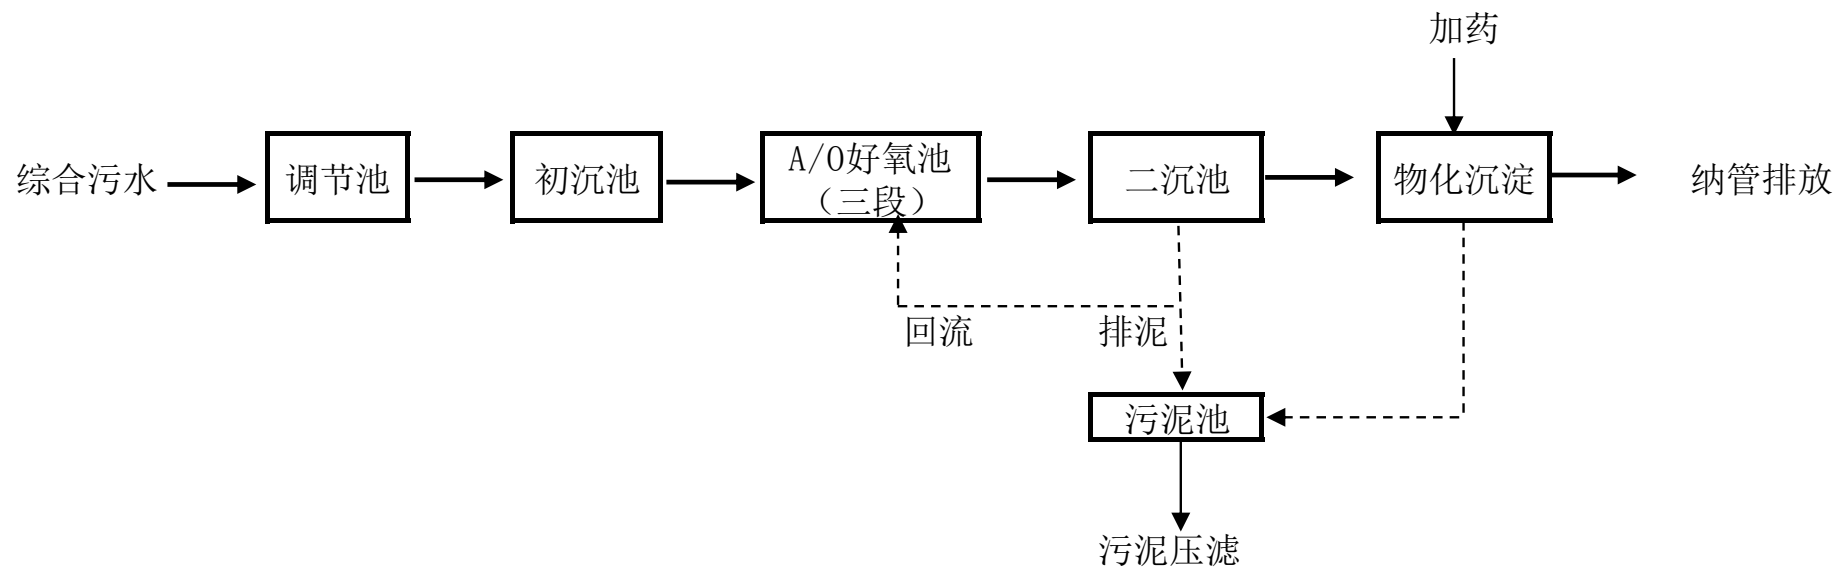 加药
综合污水
调节池
初沉池
A/O好氧池
（三段）
二沉池
物化沉淀
纳管排放
回流
排泥
污泥池
污泥压滤